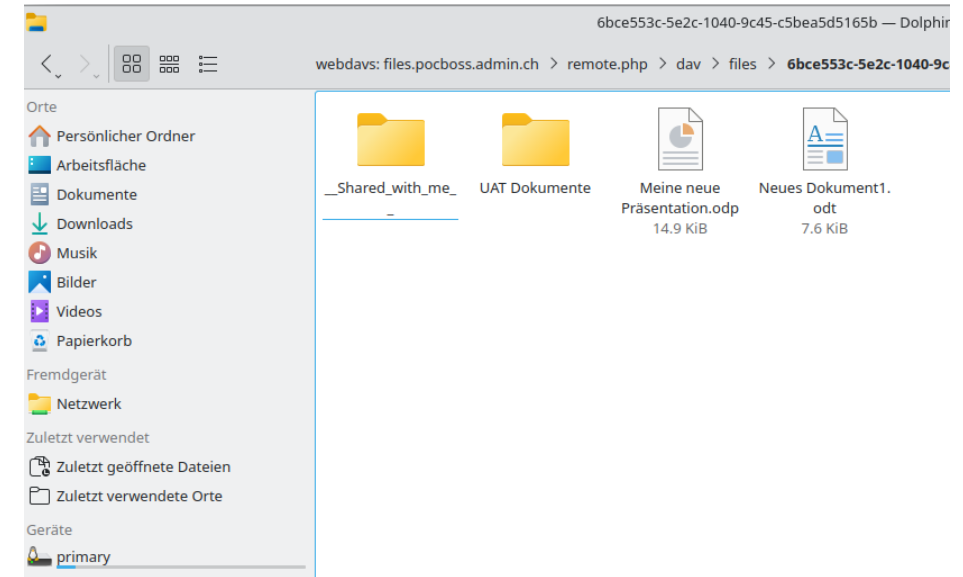 6bce553c-5e2c-1040-9c45-c5bea5d5165b — Dolphin
webdavs: files.pocboss.admin.ch > remote.php > dav > files > 6bce553c-5e2c-1040-9c
Orte
Persönlicher Ordner
Arbeitsfläche
Dokumente
Downloads
Musik
Bilder
Videos
Papierkorb
Fremdgerät
Netzwerk
Zuletzt verwendet
Zuletzt geöffnete Dateien
Zuletzt verwendete Orte
Geräte
primary
__Shared_with_me_
_
UAT Dokumente
Meine neue
Präsentation.odp
14.9 KiB
Neues Dokument1.
odt
7.6 KiB